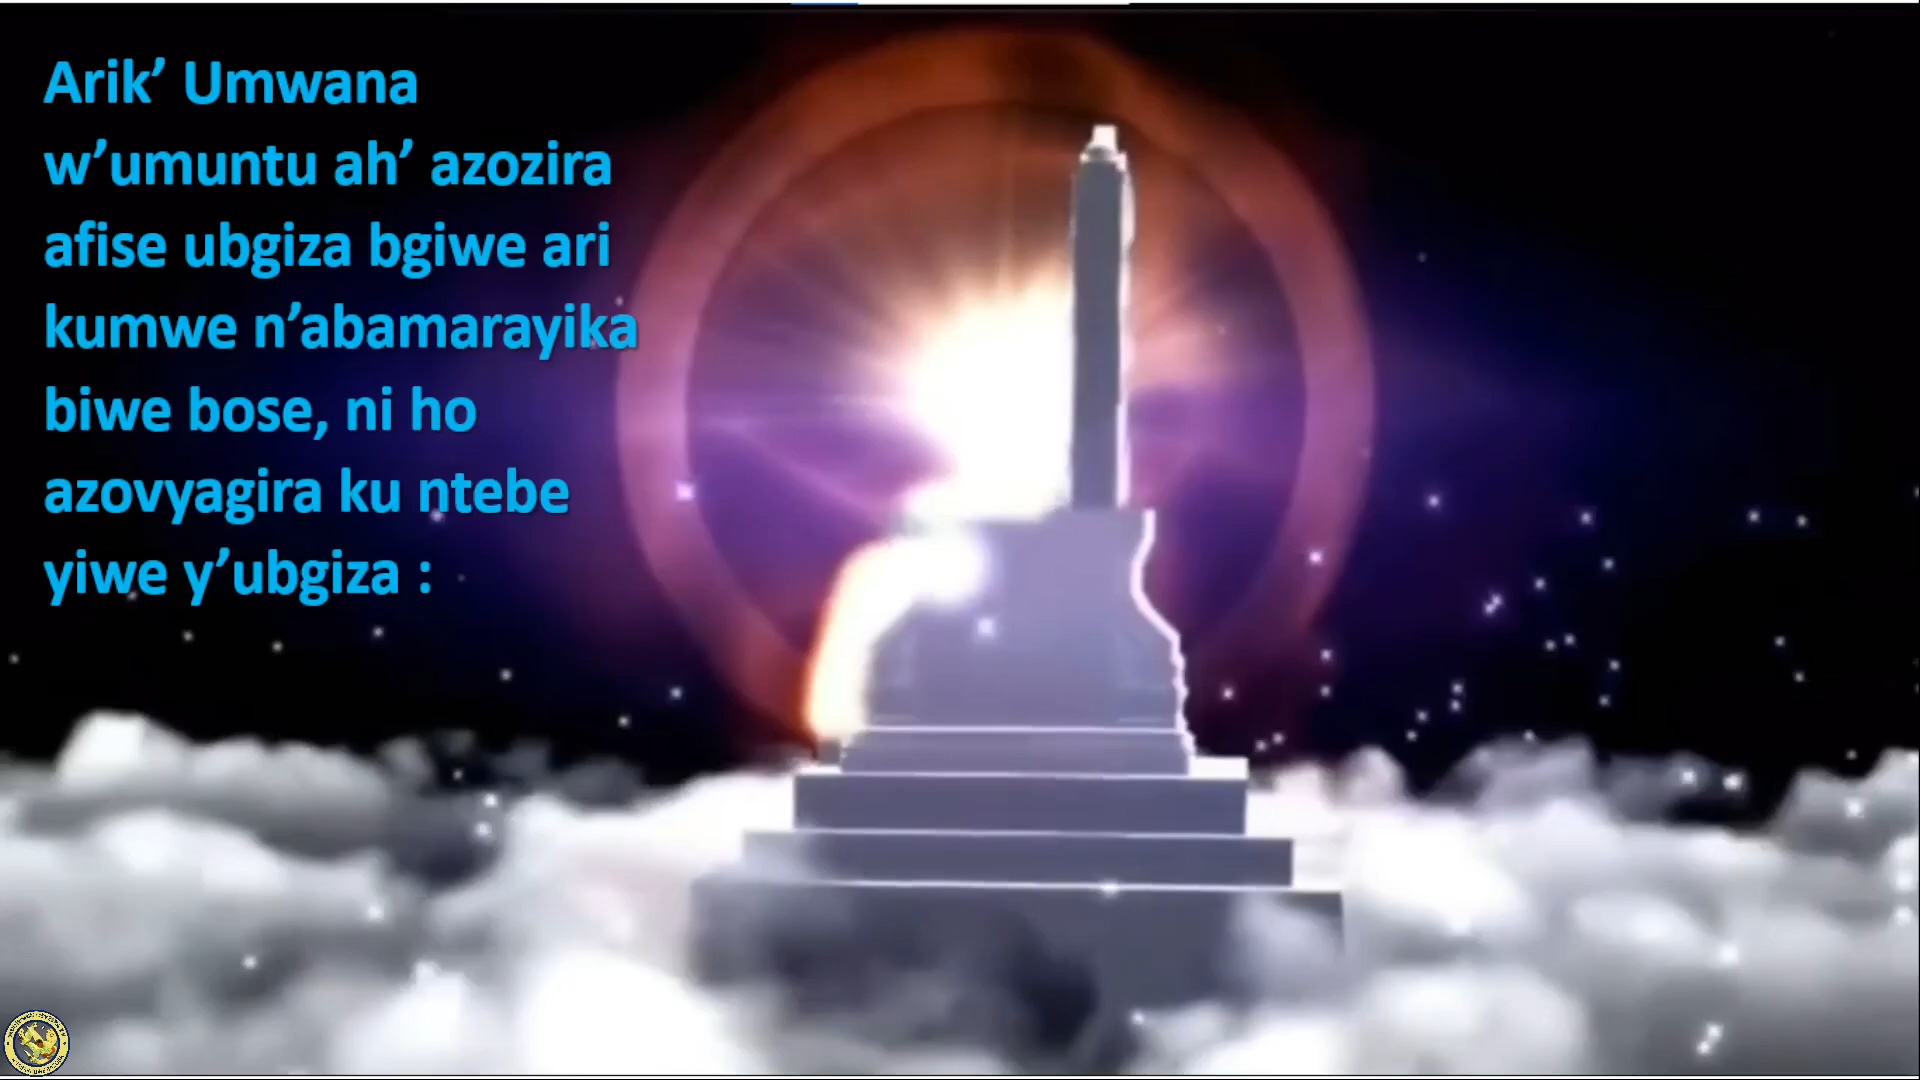 Arik’ Umwana
w’umuntu ah’ azozira
afise ubgiza bgiwe ari
kumwe n’abamarayika
biwe bose, ni ho
azovyagira ku ntebe
yiwe y’ubgiza :